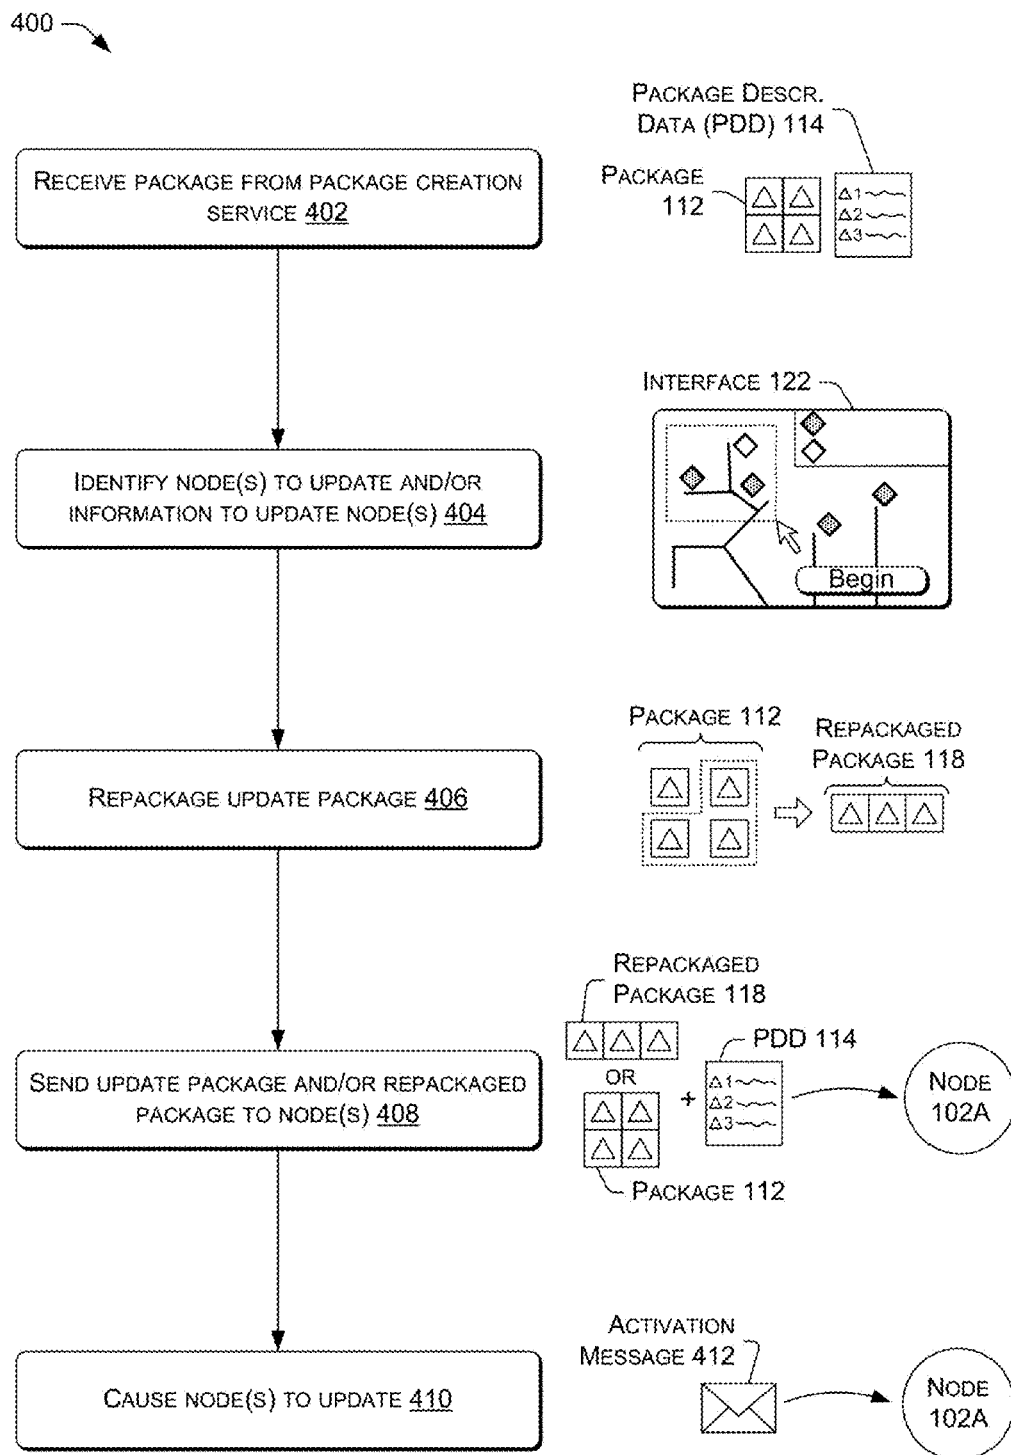 400
PACKAGE DESCR.
DATA (PDD) 114
RECEIVE PACKAGE FROM PACKAGE CREATION
SERVICE 402
PACKAGE
112
Δ1
Δ2
Δ3
INTERFACE 122
IDENTIFY NODE(S) TO UPDATE AND/OR
INFORMATION TO UPDATE NODE(S) 404
Begin
PACKAGE 112
REPACKAGED
PACKAGE 118
REPACKAGE UPDATE PACKAGE 406
REPACKAGED
PACKAGE 118
PDD 114
SEND UPDATE PACKAGE AND/OR REPACKAGED
PACKAGE TO NODE(S) 408
OR
+
Δ1
Δ2
Δ3
NODE
102A
PACKAGE 112
ACTIVATION
MESSAGE 412
CAUSE NODE(S) TO UPDATE 410
NODE
102A